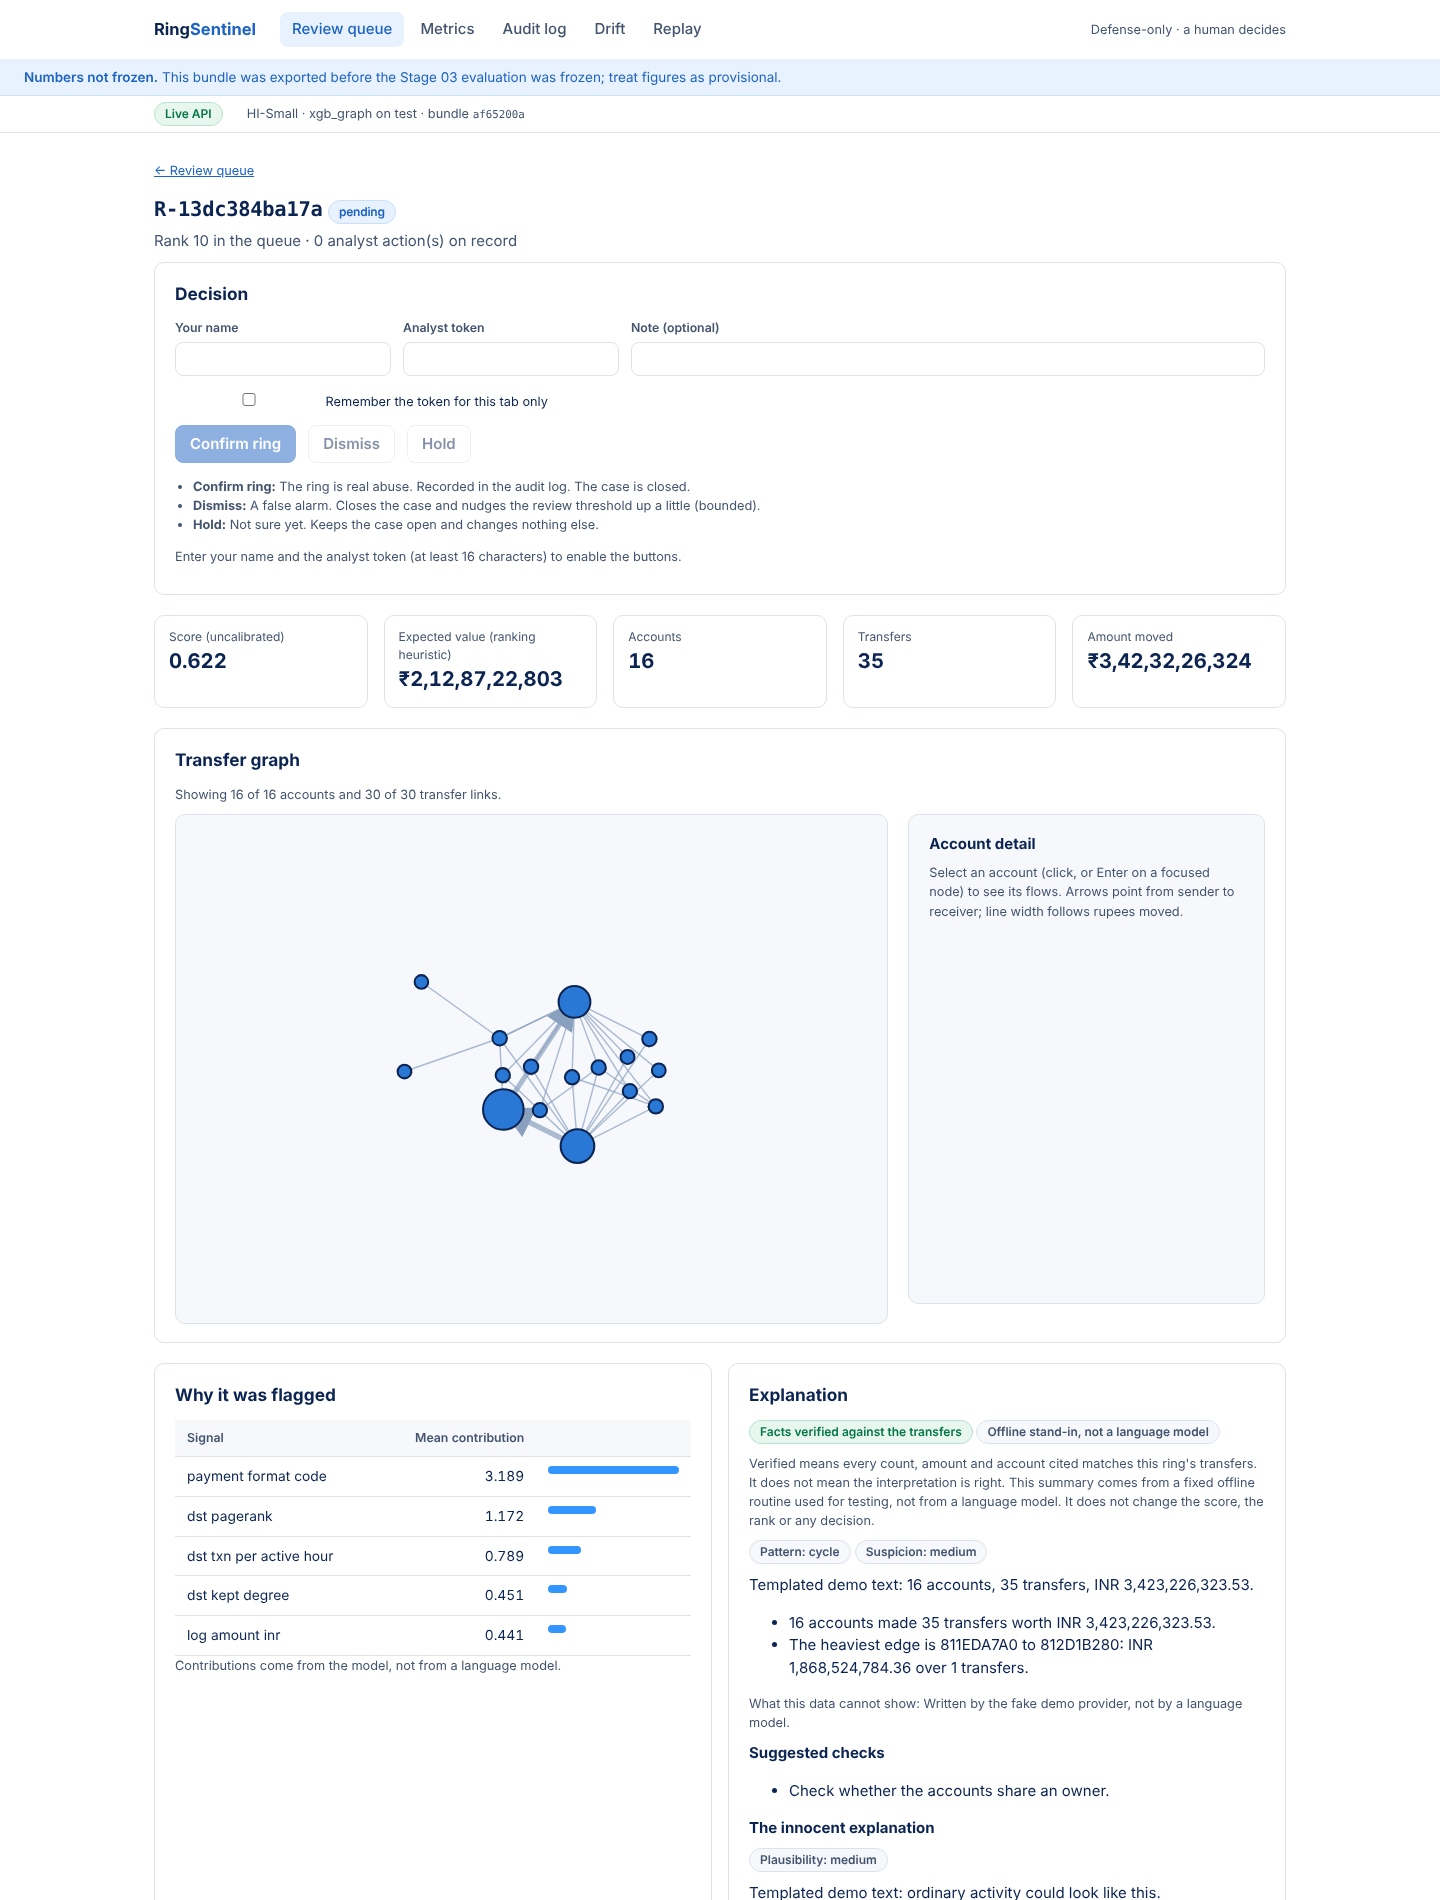 RingSentinel Review queue Metrics Audit log Drift Replay Defense-only · a human decides
Numbers not frozen. This bundle was exported before the Stage 03 evaluation was frozen; treat figures as provisional.
Live API HI-Small · xgb_graph on test · bundle af65200a
← Review queue
R-13dc384ba17a pending
Rank 10 in the queue · 0 analyst action(s) on record
Decision
Your name Analyst token Note (optional)
Remember the token for this tab only
Confirm ring Dismiss Hold
• Confirm ring: The ring is real abuse. Recorded in the audit log. The case is closed.
• Dismiss: A false alarm. Closes the case and nudges the review threshold up a little (bounded).
• Hold: Not sure yet. Keeps the case open and changes nothing else.
Enter your name and the analyst token (at least 16 characters) to enable the buttons.
Score (uncalibrated)
0.622
Expected value (ranking
heuristic)
₹2,12,87,22,803
Accounts
16
Transfers
35
Amount moved
₹3,42,32,26,324
Transfer graph
Showing 16 of 16 accounts and 30 of 30 transfer links.
Account detail
Select an account (click, or Enter on a focused
node) to see its flows. Arrows point from sender to
receiver; line width follows rupees moved.
Why it was flagged
Signal Mean contribution
payment format code 3.189
dst pagerank 1.172
dst txn per active hour 0.789
dst kept degree 0.451
log amount inr 0.441
Contributions come from the model, not from a language model.
Explanation
Facts verified against the transfers Offline stand-in, not a language model
Verified means every count, amount and account cited matches this ring's transfers.
It does not mean the interpretation is right. This summary comes from a fixed offline
routine used for testing, not from a language model. It does not change the score, the
rank or any decision.
Pattern: cycle Suspicion: medium
Templated demo text: 16 accounts, 35 transfers, INR 3,423,226,323.53.
• 16 accounts made 35 transfers worth INR 3,423,226,323.53.
• The heaviest edge is 811EDA7A0 to 812D1B280: INR
1,868,524,784.36 over 1 transfers.
What this data cannot show: Written by the fake demo provider, not by a language
model.
Suggested checks
• Check whether the accounts share an owner.
The innocent explanation
Plausibility: medium
Templated demo text: ordinary activity could look like this.